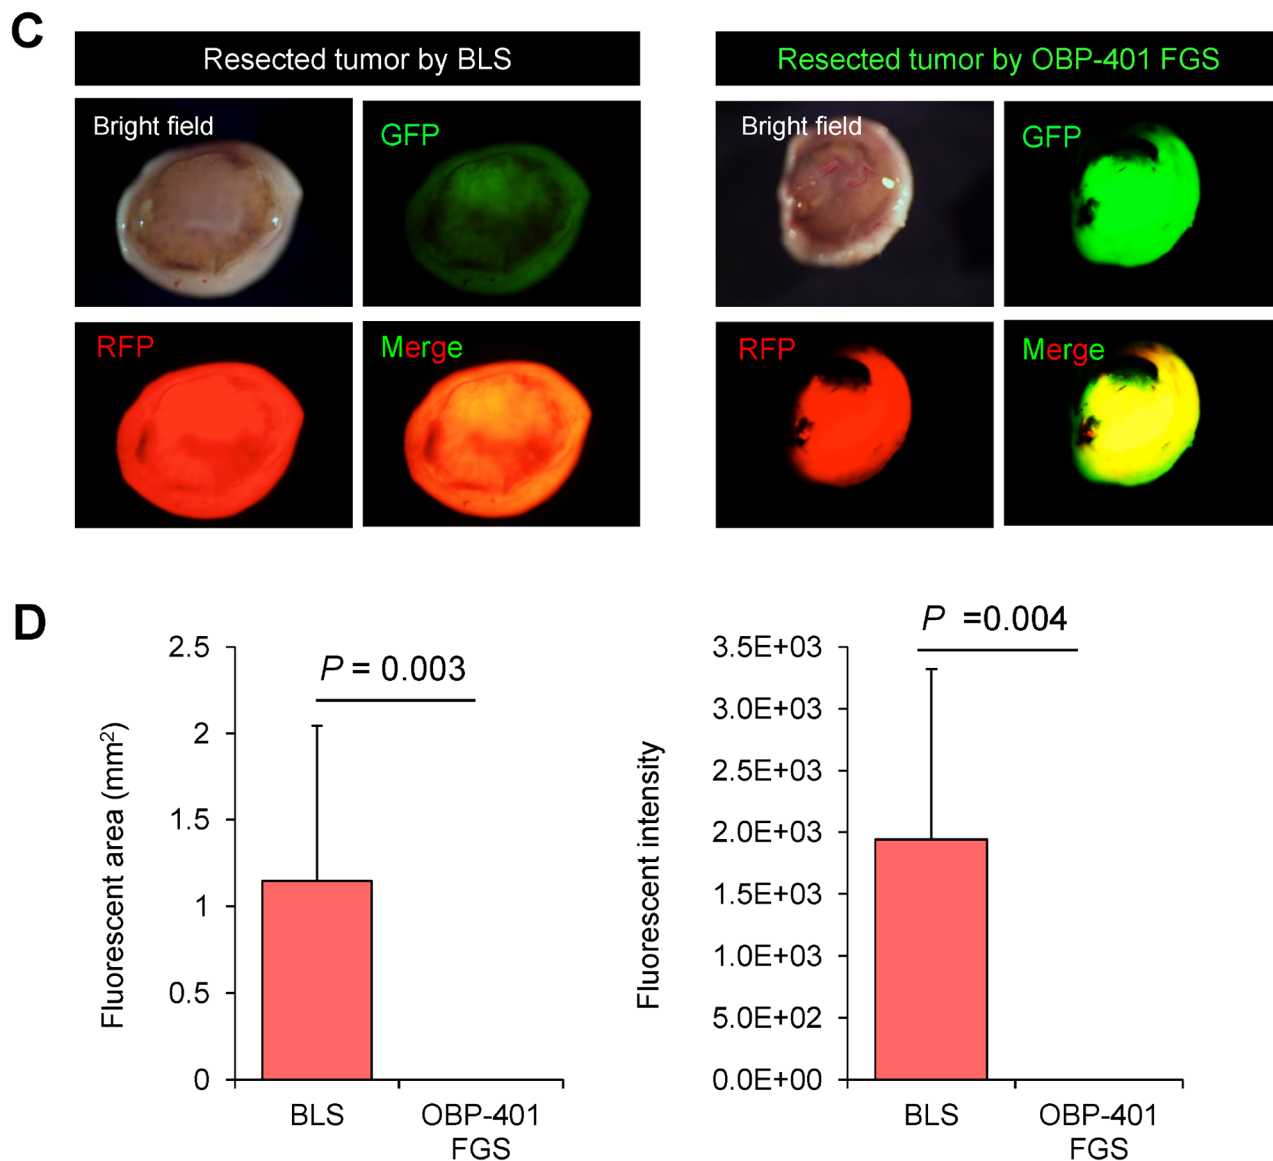 C
Resected tumor by BLS
Bright field
GFP
RFP
Merge
Resected tumor by OBP-401 FGS
Bright field
GFP
RFP
Merge
D
P = 0.003
Fluorescent area (mm²)
2.5
2
1.5
1
0.5
0
BLS
OBP-401
FGS
P =0.004
Fluorescent intensity
3.5E+03
3.0E+03
2.5E+03
2.0E+03
1.5E+03
1.0E+03
5.0E+02
0.0E+00
BLS
OBP-401
FGS